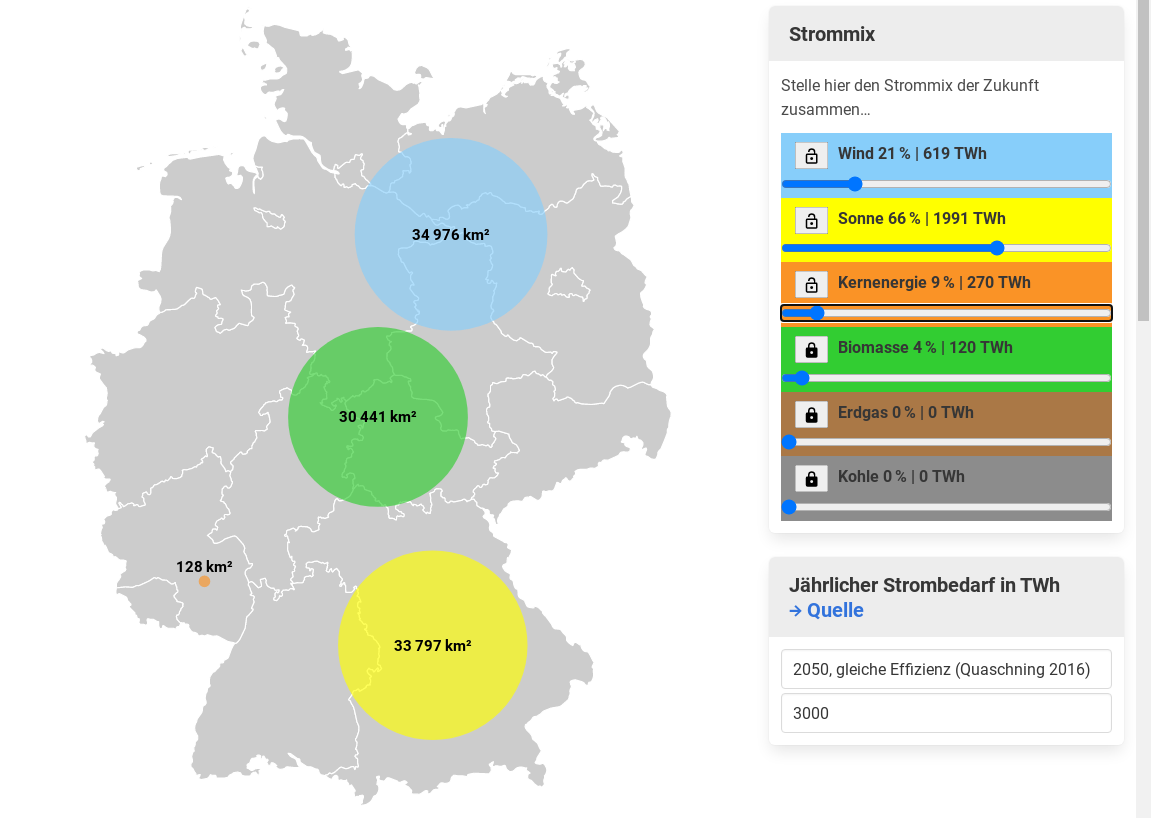 34 976 km²
30 441 km²
128 km²
33 797 km²
Strommix
Stelle hier den Strommix der Zukunft
zusammen…
Wind 21 % | 619 TWh
Sonne 66 % | 1991 TWh
Kernenergie 9 % | 270 TWh
Biomasse 4 % | 120 TWh
Erdgas 0 % | 0 TWh
Kohle 0 % | 0 TWh
Jährlicher Strombedarf in TWh
→ Quelle
2050, gleiche Effizienz (Quaschning 2016)
3000